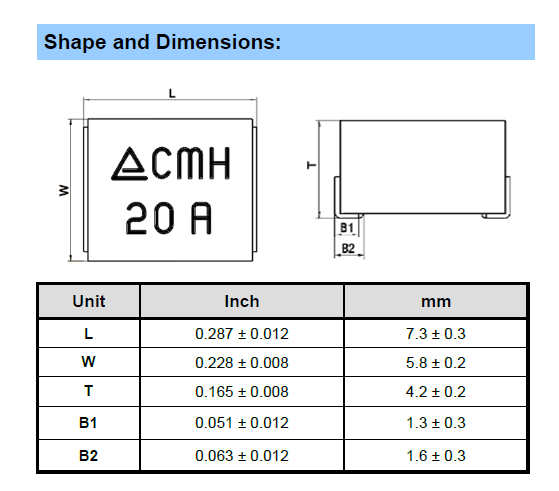 Shape and Dimensions:
L
W
CMH
20 A
T
B1
B2
Unit Inch mm
L 0.287 ± 0.012 7.3 ± 0.3
W 0.228 ± 0.008 5.8 ± 0.2
T 0.165 ± 0.008 4.2 ± 0.2
B1 0.051 ± 0.012 1.3 ± 0.3
B2 0.063 ± 0.012 1.6 ± 0.3